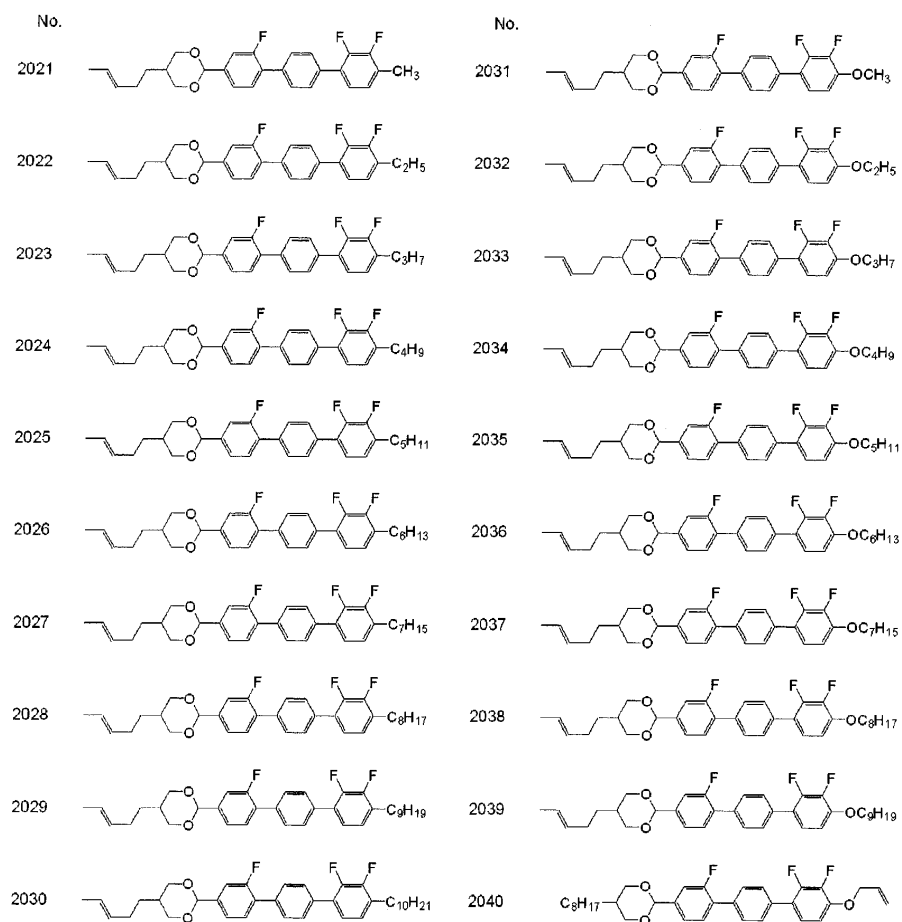 No.
F F F
O
2021 CH3
O
F F F
O
2022 C2H5
O
F F F
O
2023 C3H7
O
F F F
O
2024 C4H9
O
F F F
O
2025 C5H11
O
F F F
O
2026 C6H13
O
F F F
O
2027 C7H15
O
F F F
O
2028 C8H17
O
F F F
O
2029 C9H19
O
F F F
O
2030 C10H21
O
No.
F F F
O
2031 OCH3
O
F F F
O
2032 OC2H5
O
F F F
O
2033 OC3H7
O
F F F
O
2034 OC4H9
O
F F F
O
2035 OC5H11
O
F F F
O
2036 OC6H13
O
F F F
O
2037 OC7H15
O
F F F
O
2038 OC8H17
O
F F F
O
2039 OC9H19
O
F F F
O
2040 C8H17 O
O